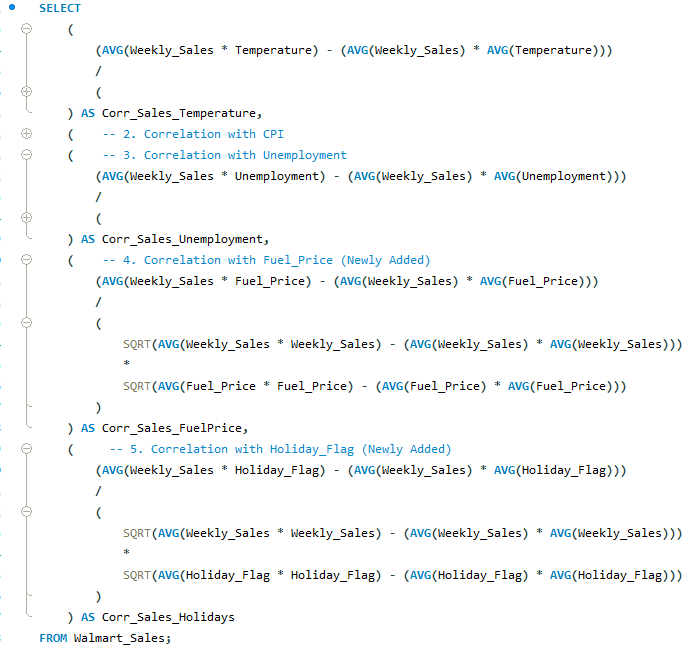 SELECT
(
(AVG(Weekly_Sales * Temperature) - (AVG(Weekly_Sales) * AVG(Temperature)))
/
(
) AS Corr_Sales_Temperature,
( -- 2. Correlation with CPI
( -- 3. Correlation with Unemployment
(AVG(Weekly_Sales * Unemployment) - (AVG(Weekly_Sales) * AVG(Unemployment)))
/
(
) AS Corr_Sales_Unemployment,
( -- 4. Correlation with Fuel_Price (Newly Added)
(AVG(Weekly_Sales * Fuel_Price) - (AVG(Weekly_Sales) * AVG(Fuel_Price)))
/
(
SQRT(AVG(Weekly_Sales * Weekly_Sales) - (AVG(Weekly_Sales) * AVG(Weekly_Sales)))
*
SQRT(AVG(Fuel_Price * Fuel_Price) - (AVG(Fuel_Price) * AVG(Fuel_Price)))
)
) AS Corr_Sales_FuelPrice,
( -- 5. Correlation with Holiday_Flag (Newly Added)
(AVG(Weekly_Sales * Holiday_Flag) - (AVG(Weekly_Sales) * AVG(Holiday_Flag)))
/
(
SQRT(AVG(Weekly_Sales * Weekly_Sales) - (AVG(Weekly_Sales) * AVG(Weekly_Sales)))
*
SQRT(AVG(Holiday_Flag * Holiday_Flag) - (AVG(Holiday_Flag) * AVG(Holiday_Flag)))
)
) AS Corr_Sales_Holidays
FROM Walmart_Sales;